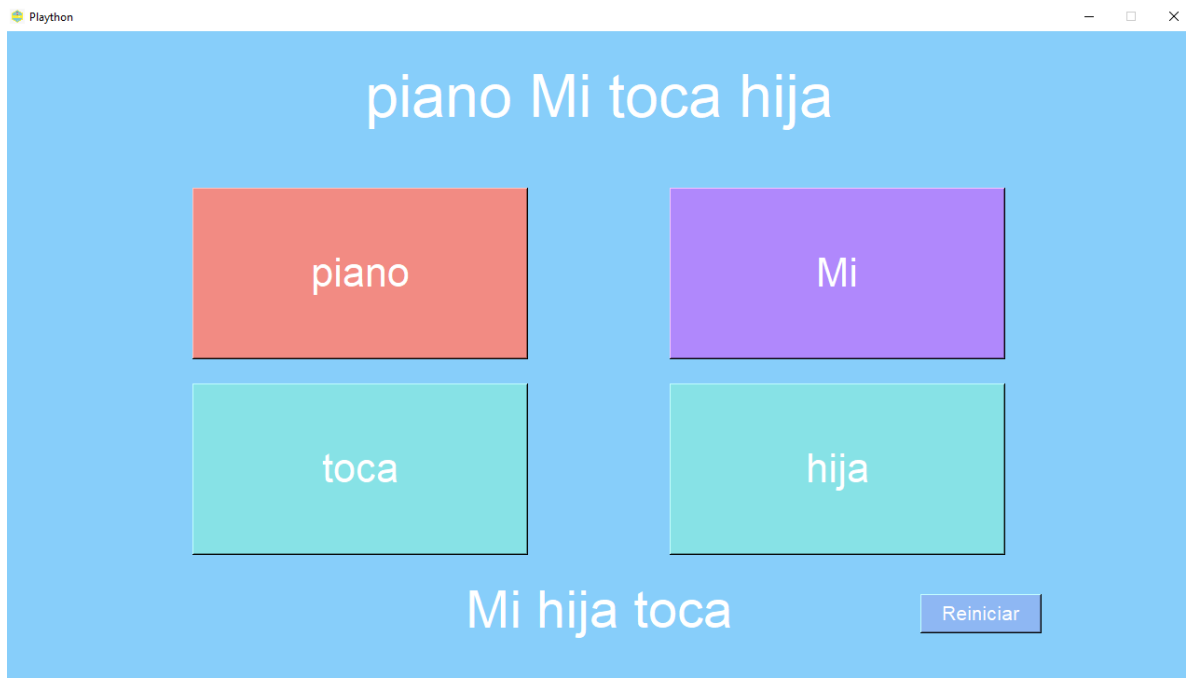 Plaython
piano Mi toca hija
piano
Mi
toca
hija
Mi hija toca
Reiniciar